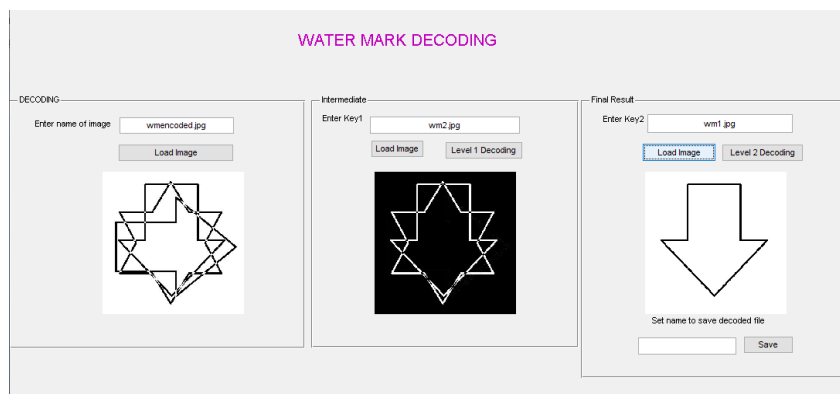 WATER MARK DECODING
DECODING
Enter name of image
wmencoded.jpg
Load Image
Intermediate
Enter Key1
wm2.jpg
Load Image
Level 1 Decoding
Final Result
Enter Key2
wm1.jpg
Load Image
Level 2 Decoding
Set name to save decoded file
Save